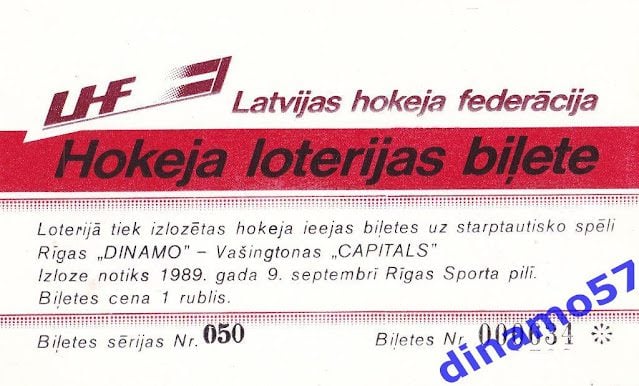 LHF
Latvijas hokeja federācija
Hokeja loterijas biļete
Loterijā tiek izlozētas hokeja ieejas biļetes uz starptautisko spēli
Rīgas „DINAMO" – Vašingtonas „CAPITALS"
Izloze notiks 1989. gada 9. septembrī Rīgas Sporta pilī.
Biļetes cena 1 rublis.
Biļetes sērijas Nr. 050
Biļetes Nr. 000634 *
dinamo57